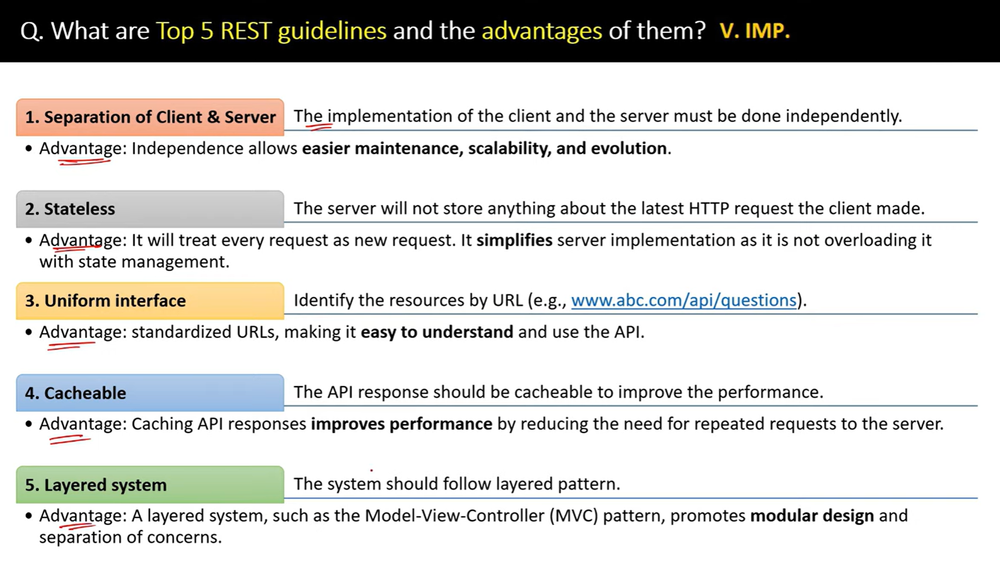 Q. What are Top 5 REST guidelines and the advantages of them? V. IMP.
1. Separation of Client & Server The implementation of the client and the server must be done independently.
• Advantage: Independence allows easier maintenance, scalability, and evolution.
2. Stateless The server will not store anything about the latest HTTP request the client made.
• Advantage: It will treat every request as new request. It simplifies server implementation as it is not overloading it
with state management.
3. Uniform interface Identify the resources by URL (e.g., www.abc.com/api/questions).
• Advantage: standardized URLs, making it easy to understand and use the API.
4. Cacheable The API response should be cacheable to improve the performance.
• Advantage: Caching API responses improves performance by reducing the need for repeated requests to the server.
5. Layered system The system should follow layered pattern.
• Advantage: A layered system, such as the Model-View-Controller (MVC) pattern, promotes modular design and
separation of concerns.